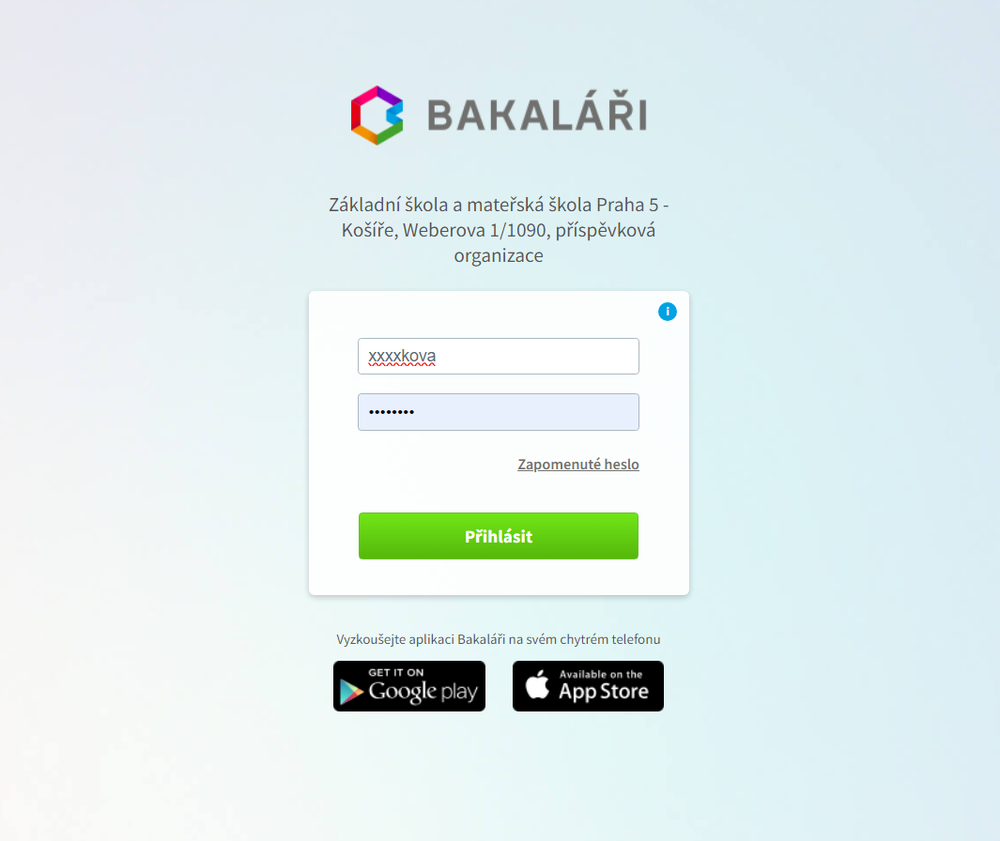 BAKALÁŘI
Základní škola a mateřská škola Praha 5 -
Košíře, Weberova 1/1090, příspěvková
organizace
i
xxxxkova
••••••••
Zapomenuté heslo
Přihlásit
Vyzkoušejte aplikaci Bakaláři na svém chytrém telefonu
GET IT ON
Google play
Available on the
App Store